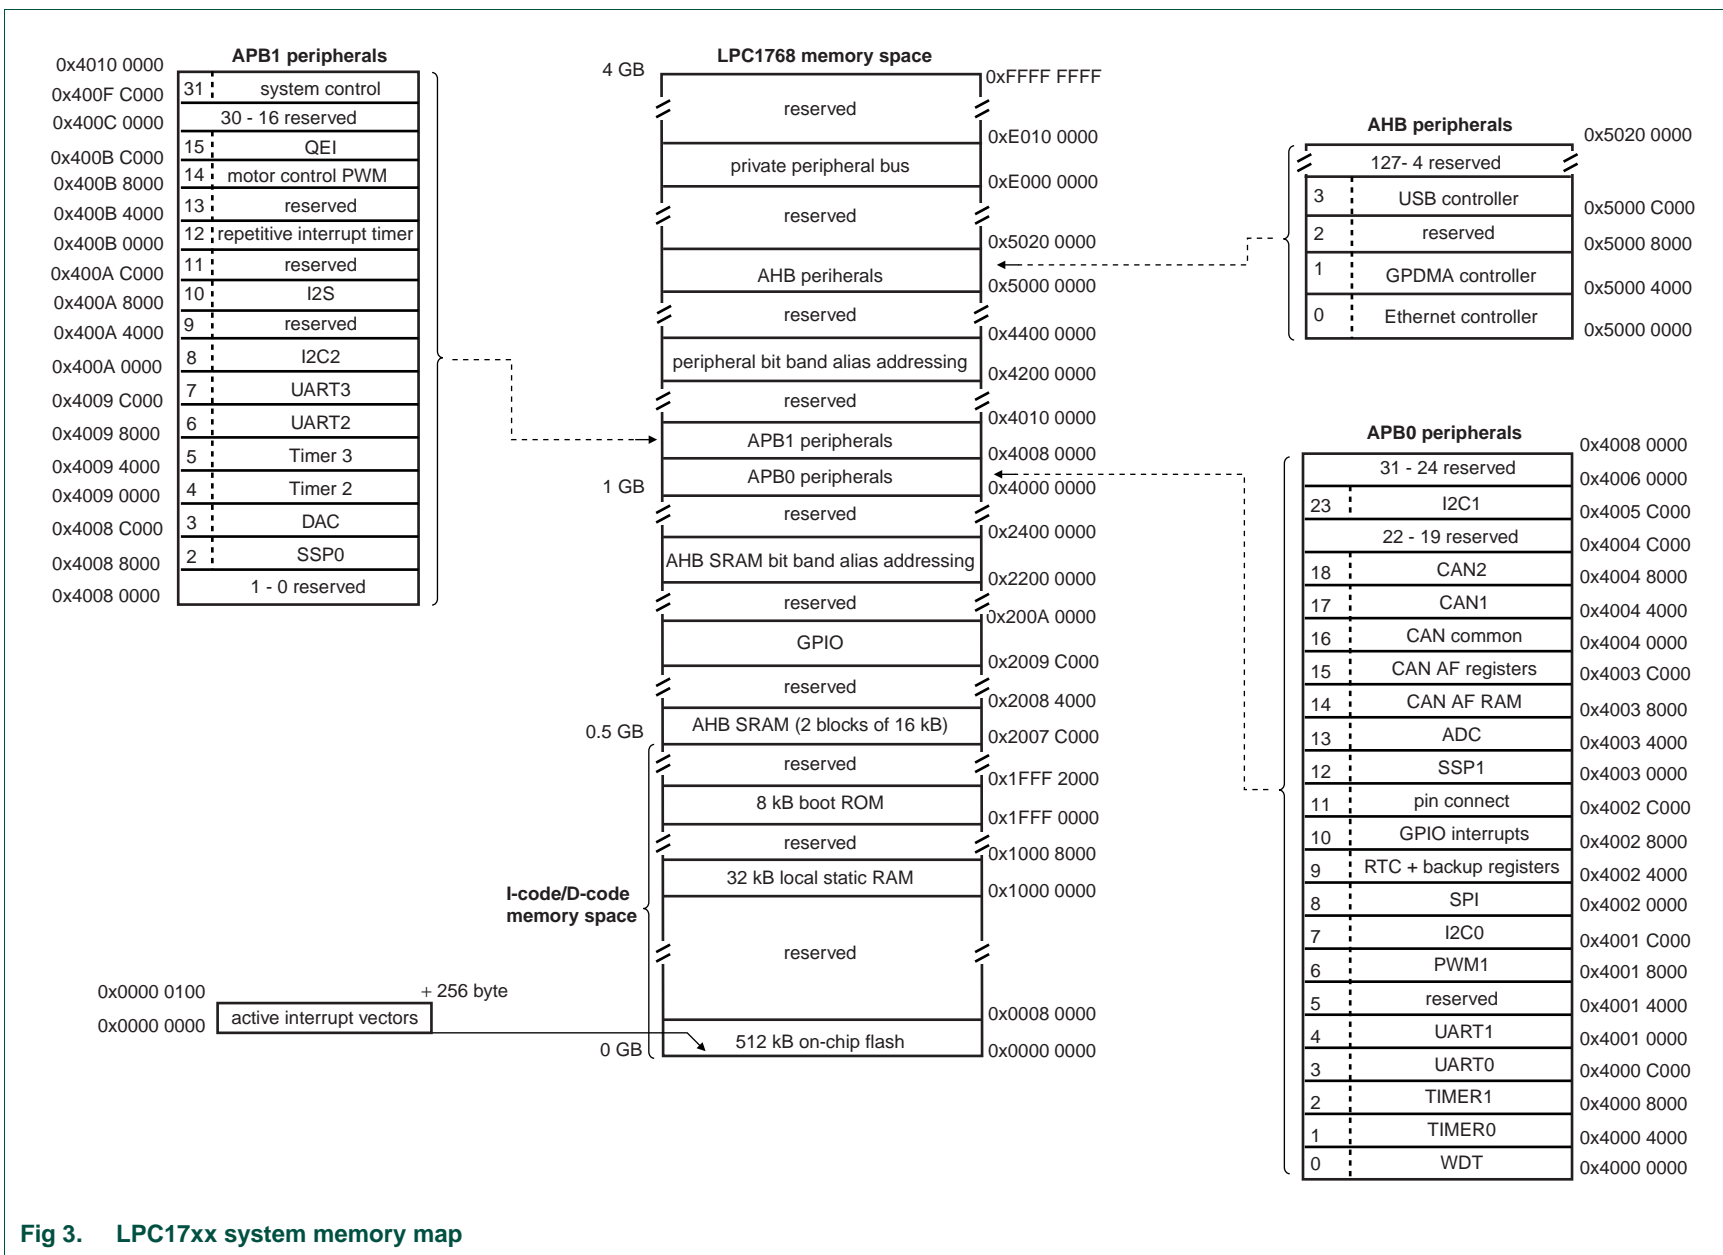 APB1 peripherals
0x4010 0000
31 system control
0x400F C000
30 - 16 reserved
0x400C 0000
15 QEI
0x400B C000
14 motor control PWM
0x400B 8000
13 reserved
0x400B 4000
12 repetitive interrupt timer
0x400B 0000
11 reserved
0x400A C000
10 I2S
0x400A 8000
9 reserved
0x400A 4000
8 I2C2
0x400A 0000
7 UART3
0x4009 C000
6 UART2
0x4009 8000
5 Timer 3
0x4009 4000
4 Timer 2
0x4009 0000
3 DAC
0x4008 C000
2 SSP0
0x4008 8000
1 - 0 reserved
0x4008 0000
LPC1768 memory space
4 GB
0xFFFF FFFF
reserved
0xE010 0000
private peripheral bus
0xE000 0000
reserved
0x5020 0000
AHB periherals
0x5000 0000
reserved
0x4400 0000
peripheral bit band alias addressing
0x4200 0000
reserved
0x4010 0000
APB1 peripherals
0x4008 0000
APB0 peripherals
1 GB
0x4000 0000
reserved
0x2400 0000
AHB SRAM bit band alias addressing
0x2200 0000
reserved
0x200A 0000
GPIO
0x2009 C000
reserved
0x2008 4000
AHB SRAM (2 blocks of 16 kB)
0.5 GB
0x2007 C000
reserved
0x1FFF 2000
8 kB boot ROM
0x1FFF 0000
reserved
0x1000 8000
32 kB local static RAM
0x1000 0000
I-code/D-code
memory space
reserved
0x0008 0000
512 kB on-chip flash
0 GB
0x0000 0000
0x0000 0100
+ 256 byte
active interrupt vectors
0x0000 0000
AHB peripherals
0x5020 0000
127- 4 reserved
3 USB controller
0x5000 C000
2 reserved
0x5000 8000
1 GPDMA controller
0x5000 4000
0 Ethernet controller
0x5000 0000
APB0 peripherals
0x4008 0000
31 - 24 reserved
0x4006 0000
23 I2C1
0x4005 C000
22 - 19 reserved
0x4004 C000
18 CAN2
0x4004 8000
17 CAN1
0x4004 4000
16 CAN common
0x4004 0000
15 CAN AF registers
0x4003 C000
14 CAN AF RAM
0x4003 8000
13 ADC
0x4003 4000
12 SSP1
0x4003 0000
11 pin connect
0x4002 C000
10 GPIO interrupts
0x4002 8000
9 RTC + backup registers
0x4002 4000
8 SPI
0x4002 0000
7 I2C0
0x4001 C000
6 PWM1
0x4001 8000
5 reserved
0x4001 4000
4 UART1
0x4001 0000
3 UART0
0x4000 C000
2 TIMER1
0x4000 8000
1 TIMER0
0x4000 4000
0 WDT
0x4000 0000
Fig 3. LPC17xx system memory map